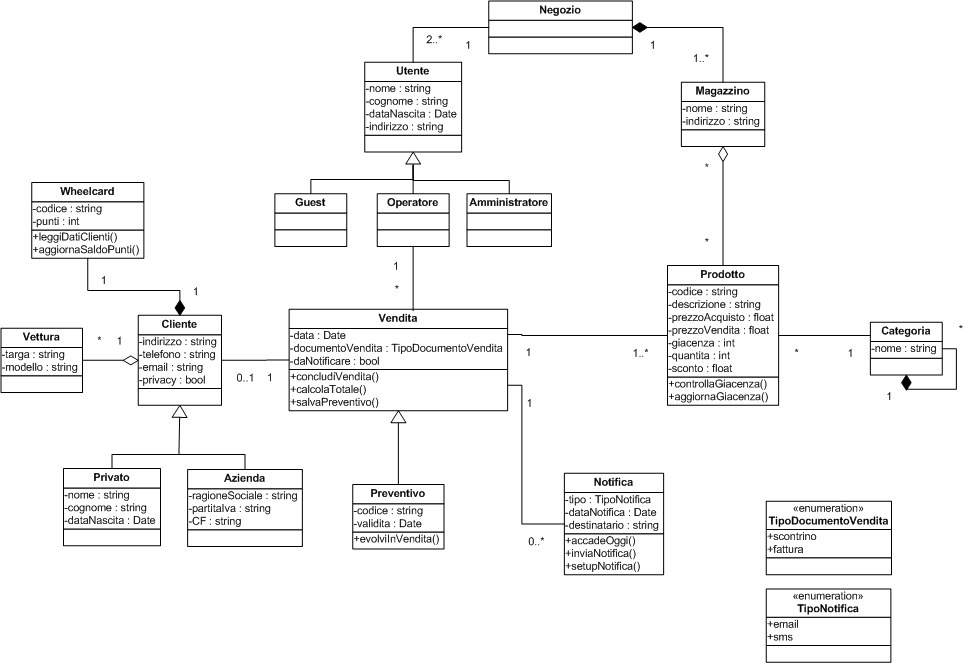 Negozio
2..*
1
1
1..*
Utente
-nome : string
-cognome : string
-dataNascita : Date
-indirizzo : string
Magazzino
-nome : string
-indirizzo : string
*
*
Wheelcard
-codice : string
-punti : int
+leggiDatiClienti()
+aggiornaSaldoPunti()
Guest
Operatore
Amministratore
1
*
1
1
Prodotto
-codice : string
-descrizione : string
-prezzoAcquisto : float
-prezzoVendita : float
-giacenza : int
-quantita : int
-sconto : float
+controllaGiacenza()
+aggiornaGiacenza()
Vettura
-targa : string
-modello : string
*
1
Cliente
-indirizzo : string
-telefono : string
-email : string
-privacy : bool
0..1
1
Vendita
-data : Date
-documentoVendita : TipoDocumentoVendita
-daNotificare : bool
+concludiVendita()
+calcolaTotale()
+salvaPreventivo()
1
1..*
*
1
Categoria
-nome : string
*
1
1
0..*
Privato
-nome : string
-cognome : string
-dataNascita : Date
Azienda
-ragioneSociale : string
-partitaIva : string
-CF : string
Preventivo
-codice : string
-validita : Date
+evolviInVendita()
Notifica
-tipo : TipoNotifica
-dataNotifica : Date
-destinatario : string
+accadeOggi()
+inviaNotifica()
+setupNotifica()
«enumeration»
TipoDocumentoVendita
+scontrino
+fattura
«enumeration»
TipoNotifica
+email
+sms